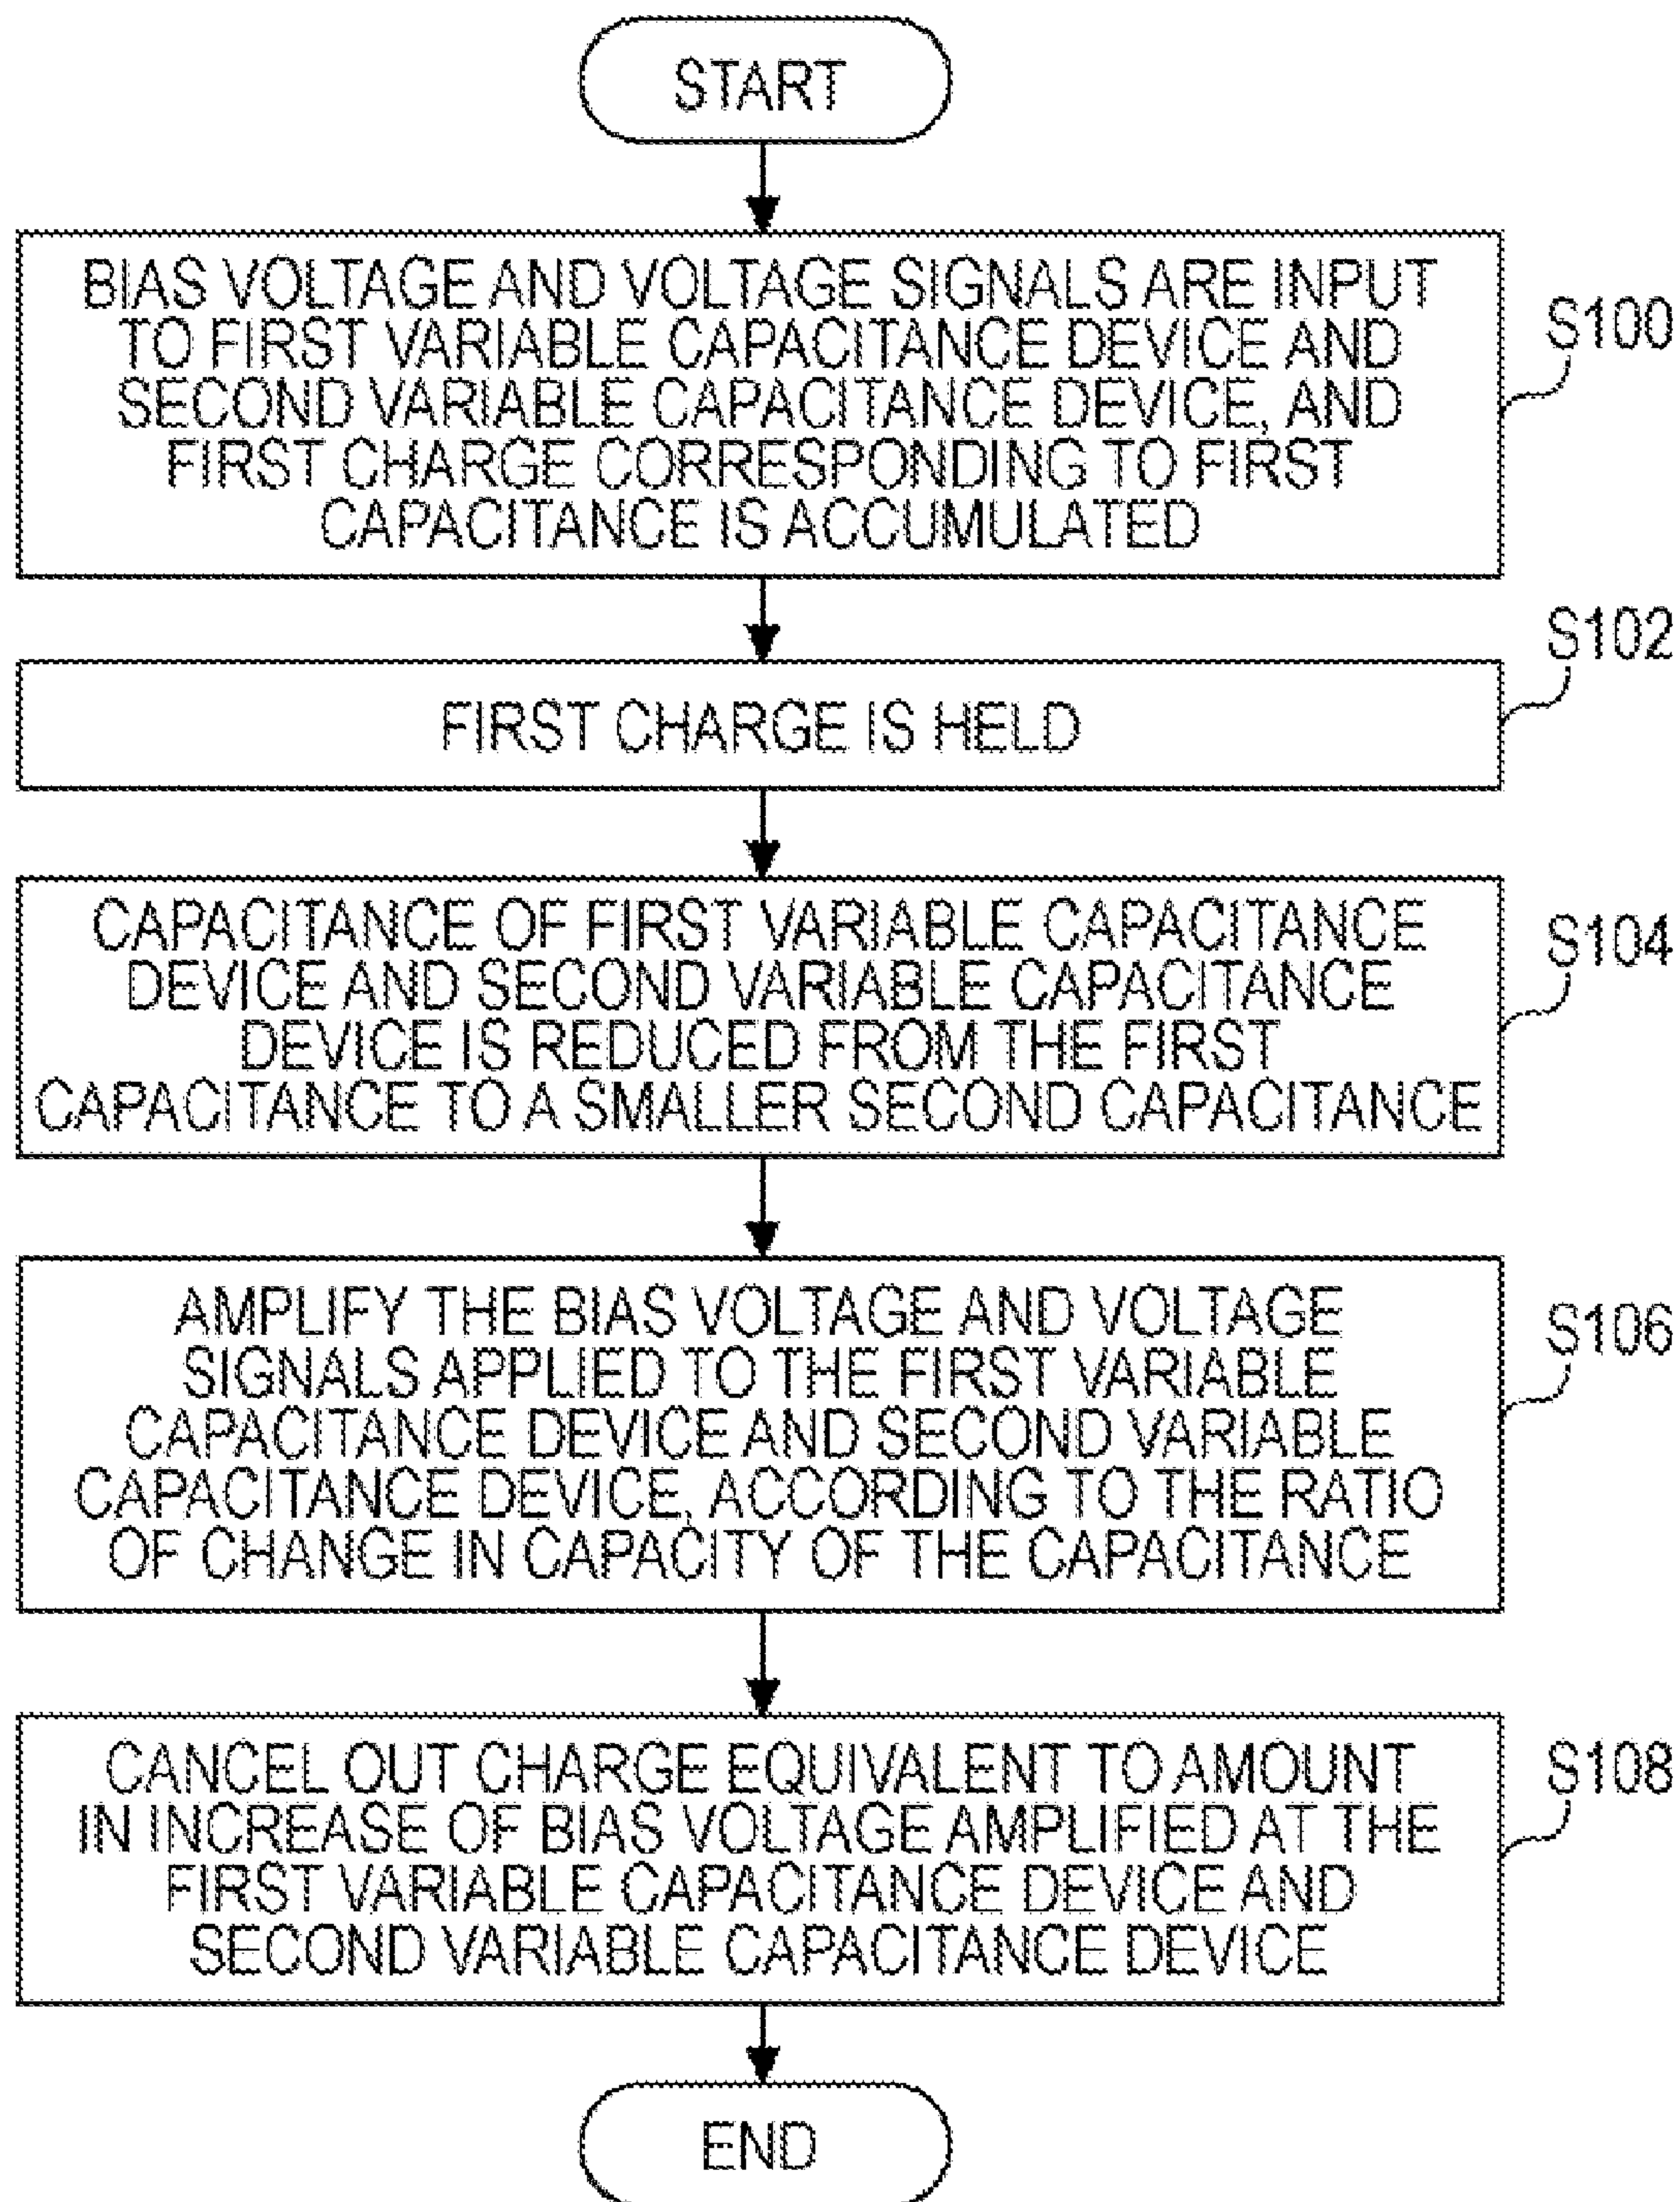 START
BIAS VOLTAGE AND VOLTAGE SIGNALS ARE INPUT
TO FIRST VARIABLE CAPACITANCE DEVICE AND
SECOND VARIABLE CAPACITANCE DEVICE, AND
FIRST CHARGE CORRESPONDING TO FIRST
CAPACITANCE IS ACCUMULATED
S100
FIRST CHARGE IS HELD
S102
CAPACITANCE OF FIRST VARIABLE CAPACITANCE
DEVICE AND SECOND VARIABLE CAPACITANCE
DEVICE IS REDUCED FROM THE FIRST
CAPACITANCE TO A SMALLER SECOND CAPACITANCE
S104
AMPLIFY THE BIAS VOLTAGE AND VOLTAGE
SIGNALS APPLIED TO THE FIRST VARIABLE
CAPACITANCE DEVICE AND SECOND VARIABLE
CAPACITANCE DEVICE, ACCORDING TO THE RATIO
OF CHANGE IN CAPACITY OF THE CAPACITANCE
S106
CANCEL OUT CHARGE EQUIVALENT TO AMOUNT
IN INCREASE OF BIAS VOLTAGE AMPLIFIED AT THE
FIRST VARIABLE CAPACITANCE DEVICE AND
SECOND VARIABLE CAPACITANCE DEVICE
S108
END